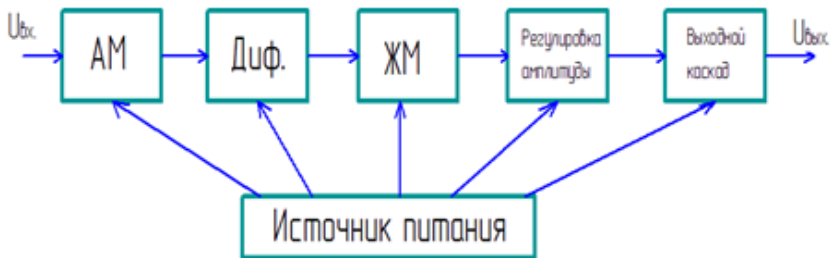 Uвх.
АМ
Диф.
ЖМ
Регулировка
амплитуды
Выходной
каскад
Uвых.
Источник питания